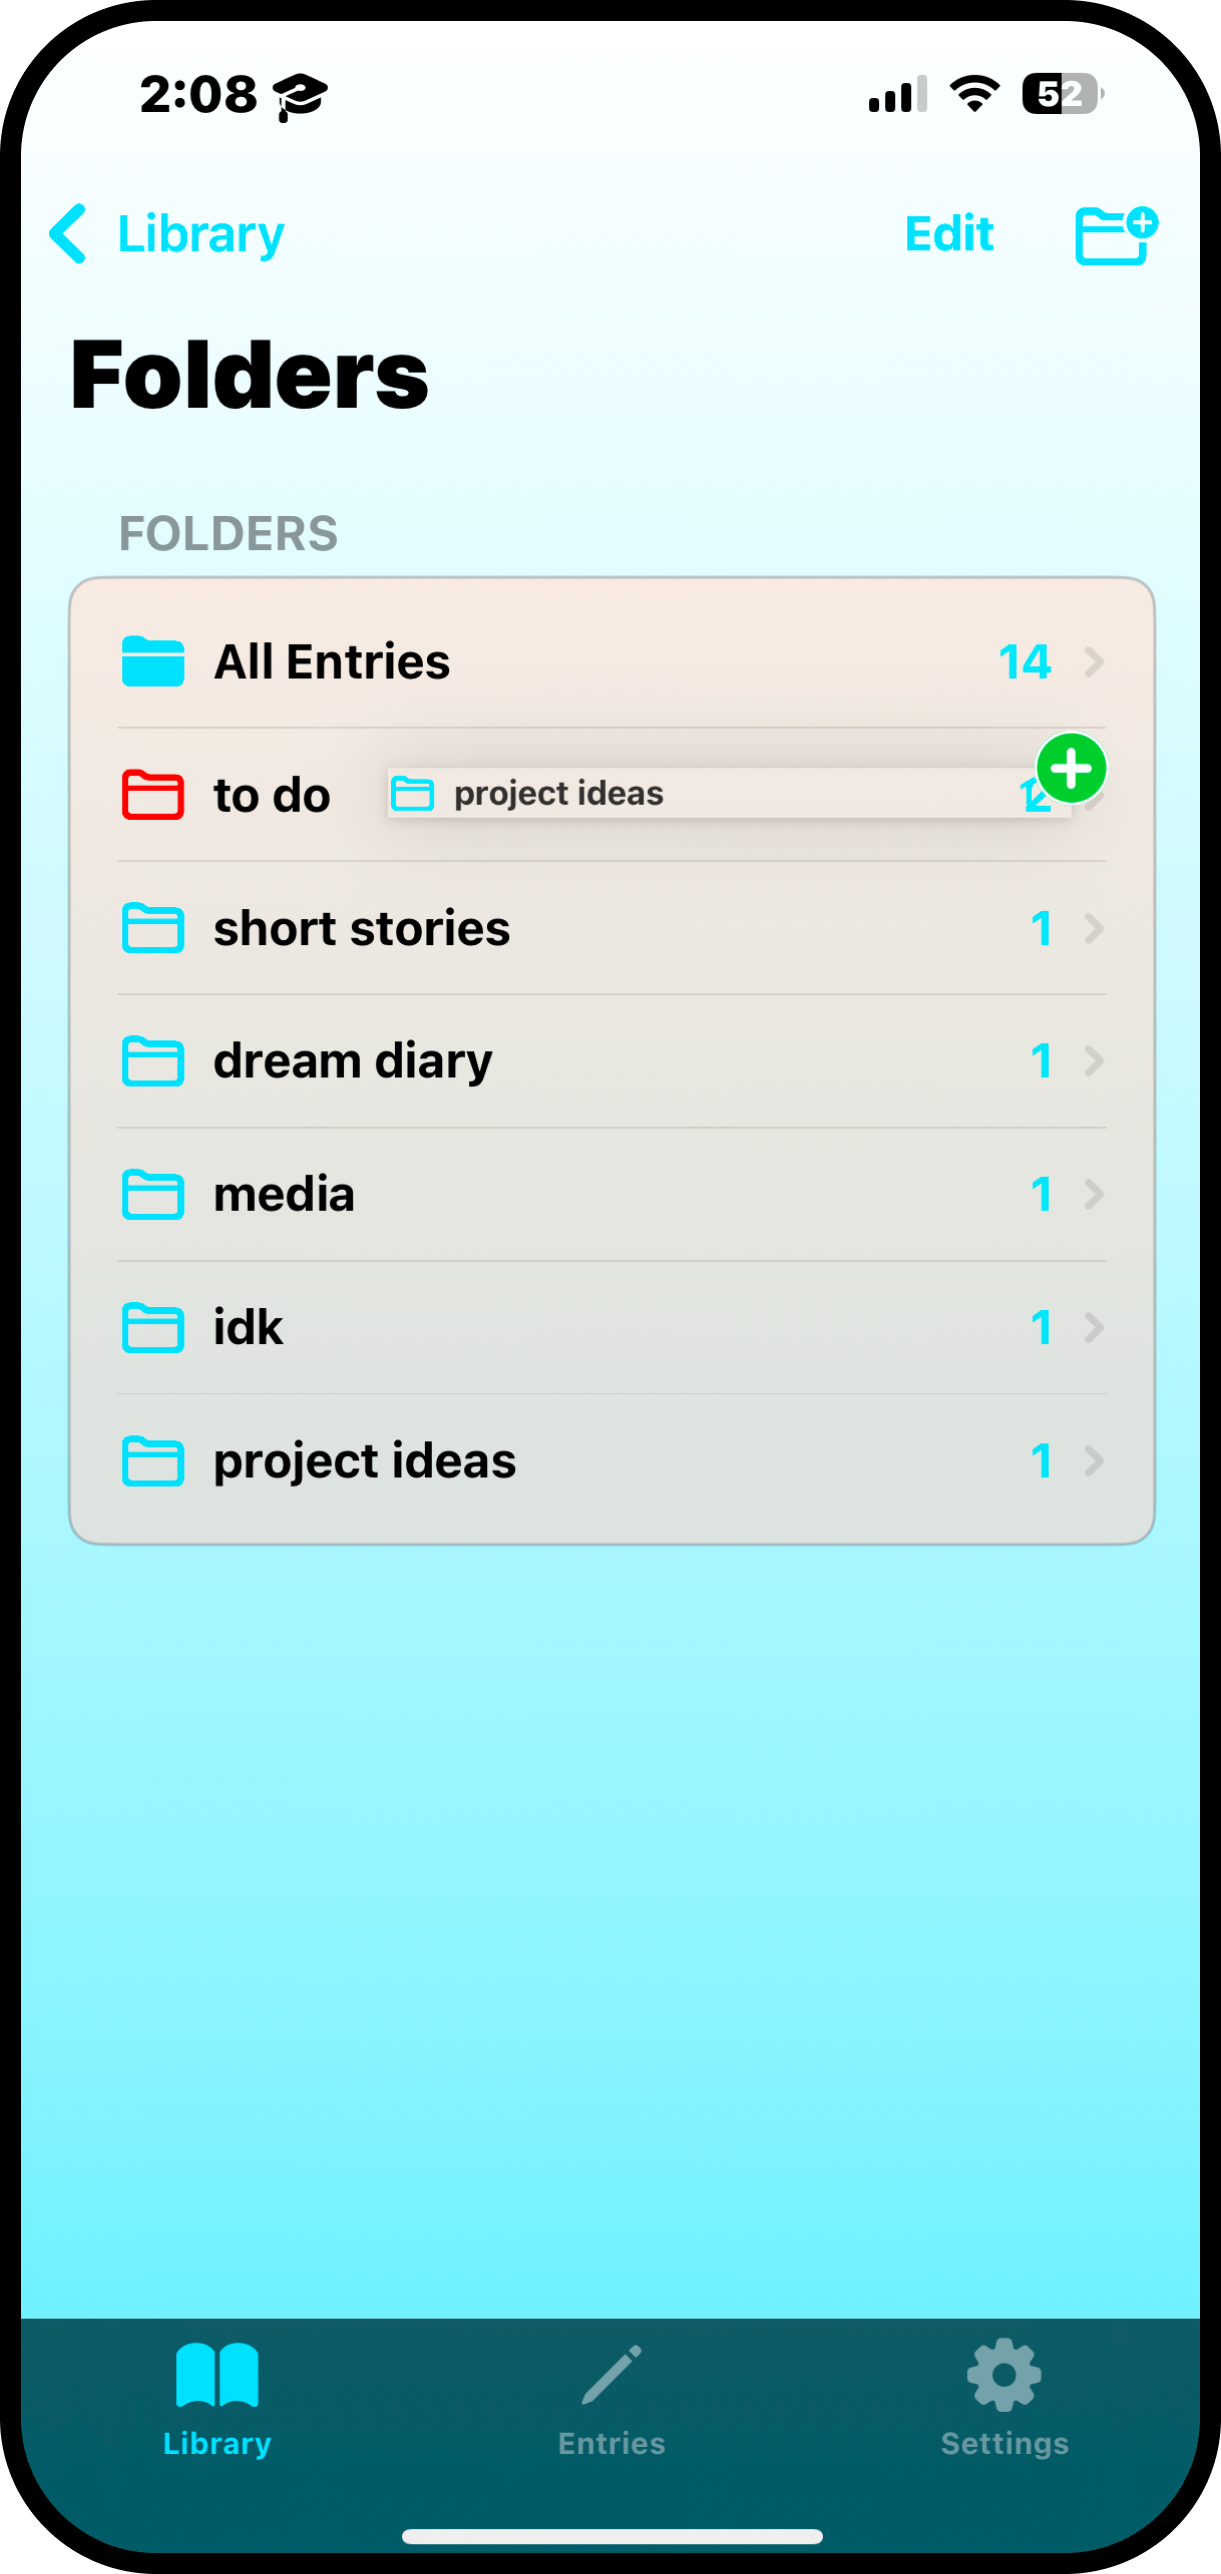 2:08 52
Library Edit
Folders
FOLDERS
All Entries 14
to do project ideas
short stories 1
dream diary 1
media 1
idk 1
project ideas 1
Library Entries Settings